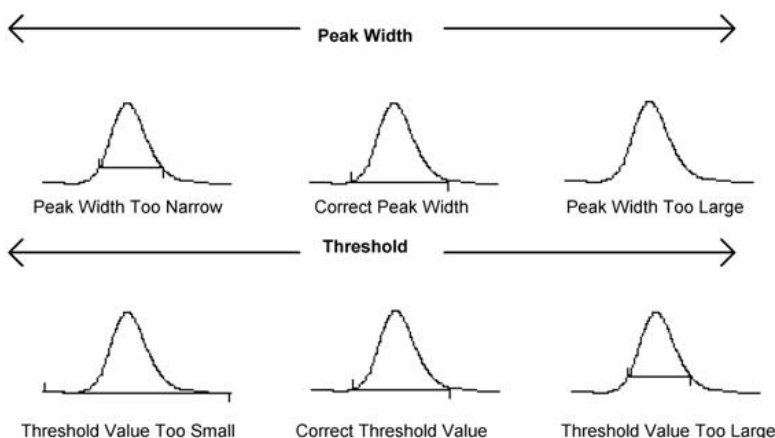 Peak Width
Peak Width Too Narrow Correct Peak Width Peak Width Too Large
Threshold
Threshold Value Too Small Correct Threshold Value Threshold Value Too Large